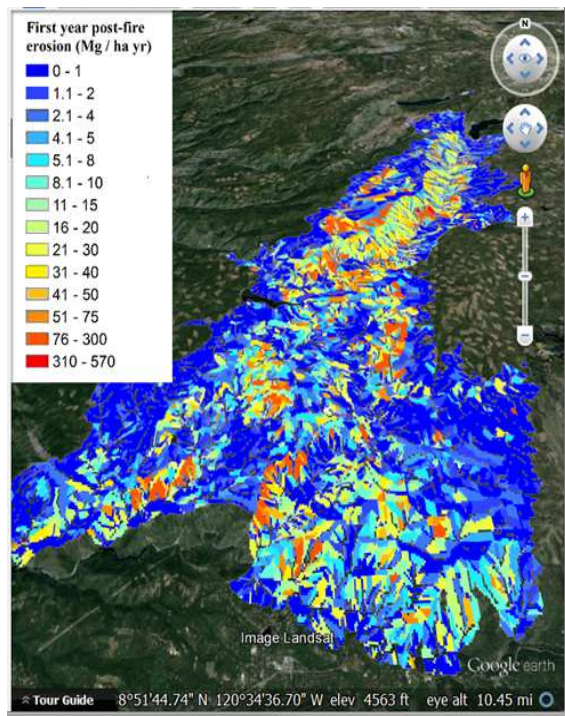 First year post-fire
erosion (Mg / ha yr)
0 - 1
1.1 - 2
2.1 - 4
4.1 - 5
5.1 - 8
8.1 - 10
11 - 15
16 - 20
21 - 30
31 - 40
41 - 50
51 - 75
76 - 300
310 - 570
N
Image Landsat
Google earth
Tour Guide 8°51'44.74" N 120°34'36.70" W elev 4563 ft eye alt 10.45 mi